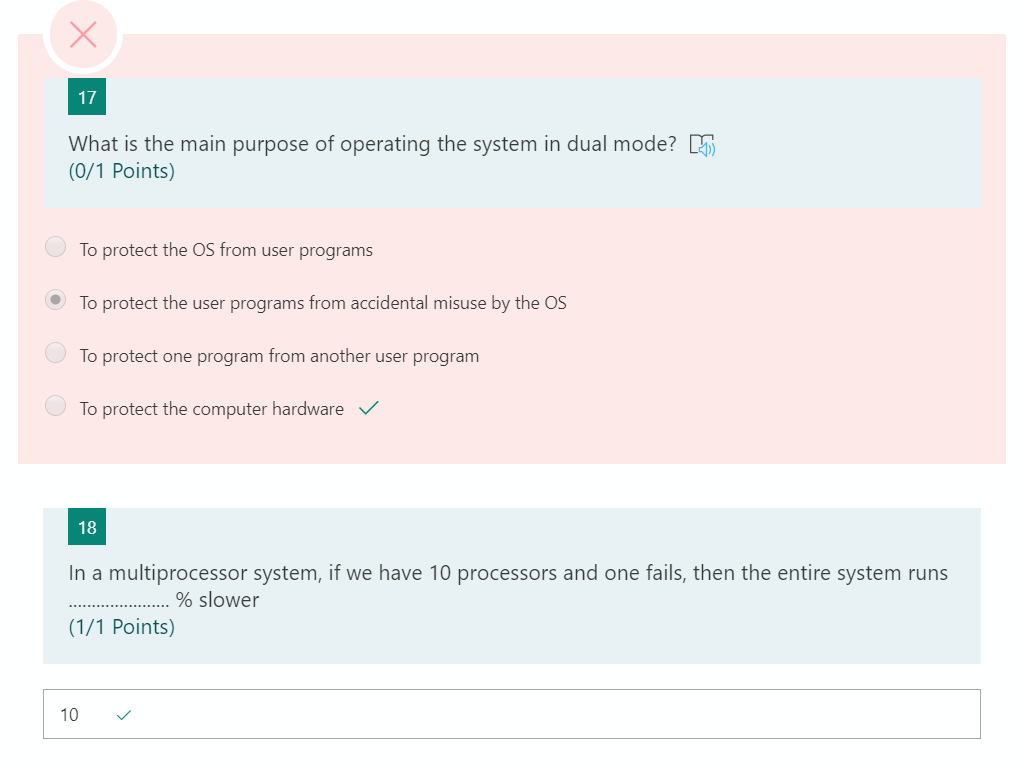 17
What is the main purpose of operating the system in dual mode?
(0/1 Points)
To protect the OS from user programs
To protect the user programs from accidental misuse by the OS
To protect one program from another user program
To protect the computer hardware
18
In a multiprocessor system, if we have 10 processors and one fails, then the entire system runs
...................... % slower
(1/1 Points)
10